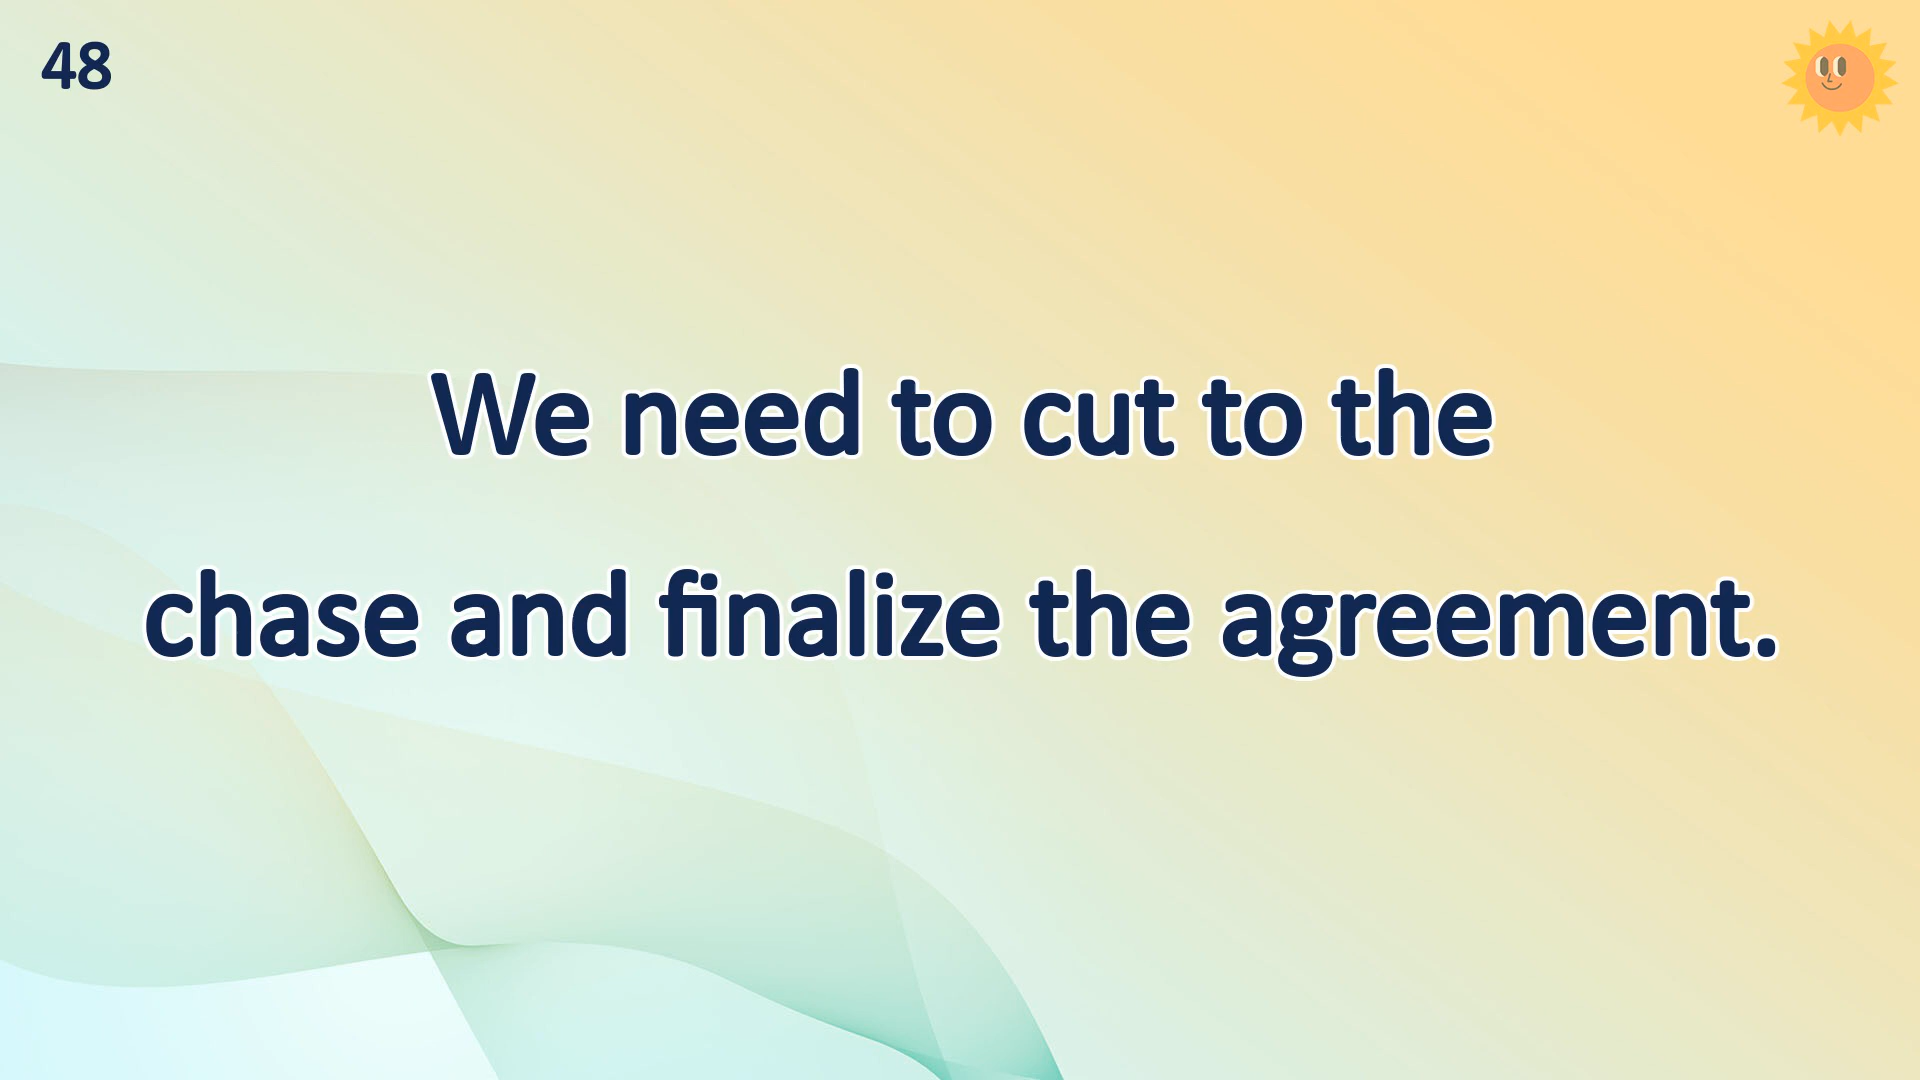 48
We need to cut to the
chase and finalize the agreement.